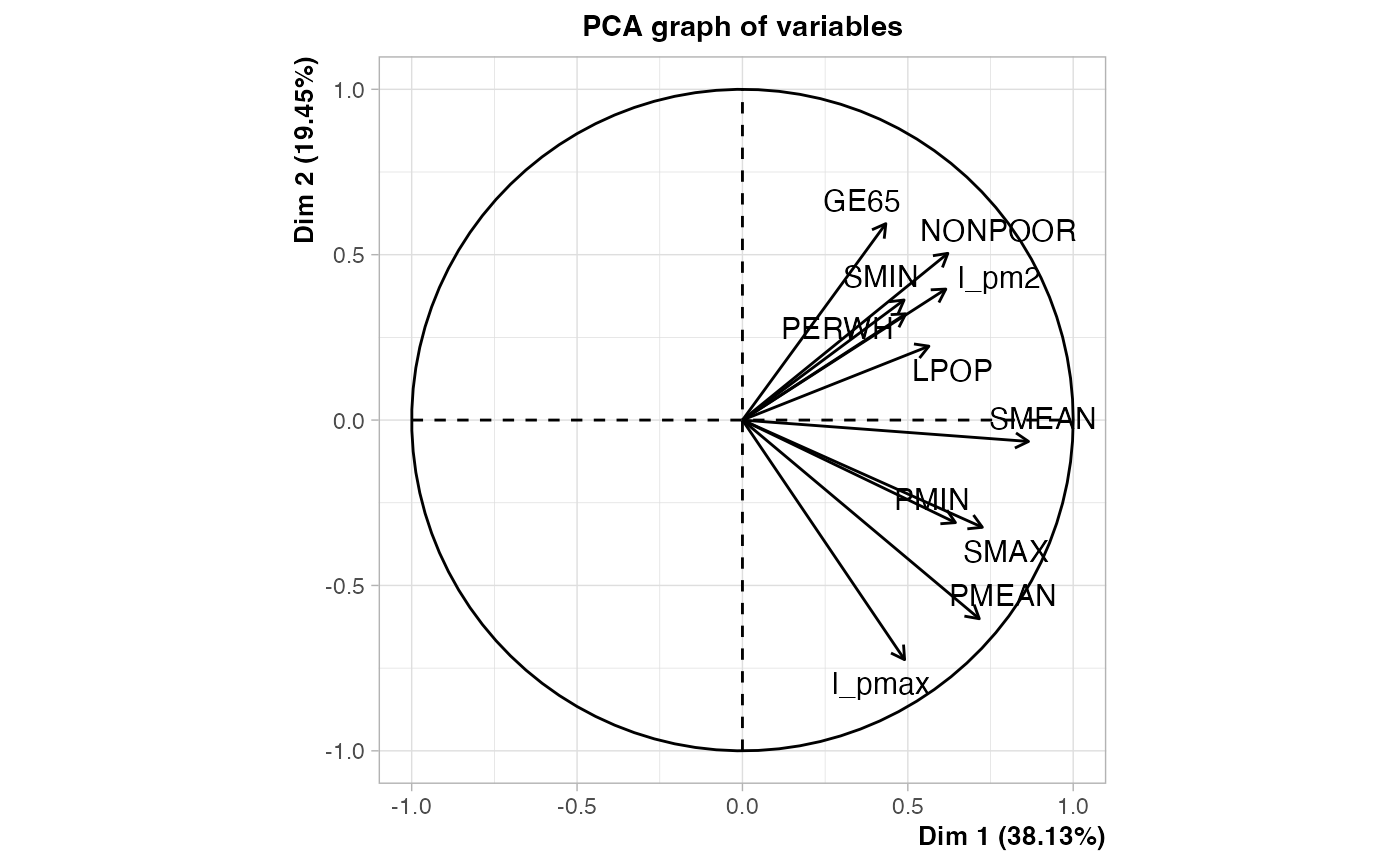 PCA graph of variables
Dim 2 (19.45%)
1.0
0.5
0.0
-0.5
-1.0
GE65
NONPOOR
SMIN
l_pm2
PERWH
LPOP
SMEAN
PMIN
SMAX
PMEAN
l_pmax
-1.0
-0.5
0.0
0.5
1.0
Dim 1 (38.13%)